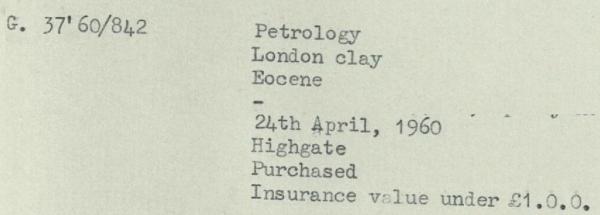 G. 37'60/842
Petrology
London clay
Eocene
-
24th April, 1960
Highgate
Purchased
Insurance value under £1.0.0.